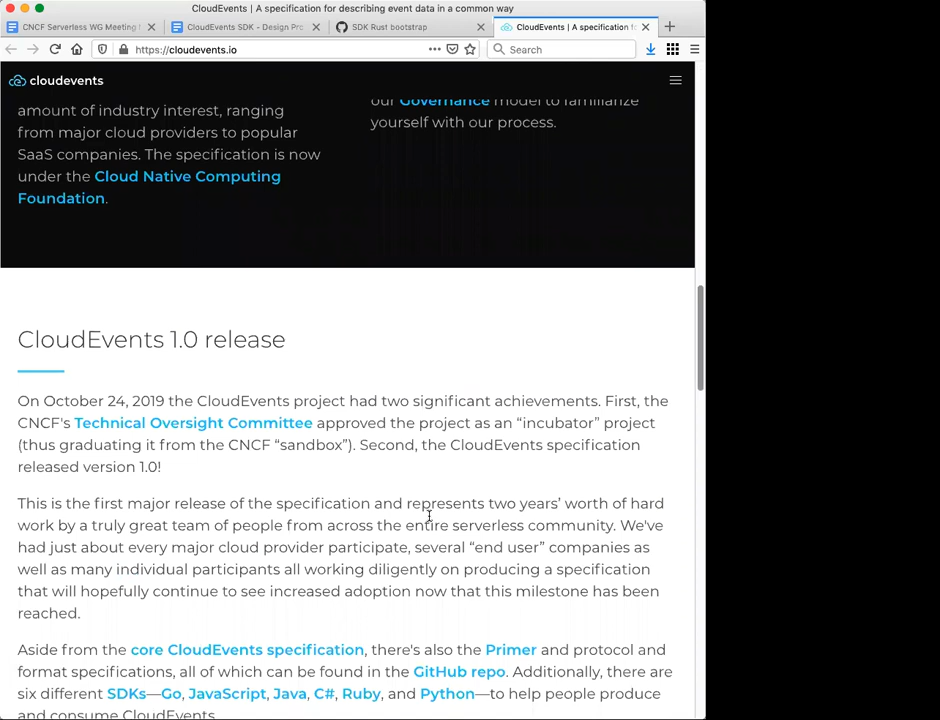 CloudEvents | A specification for describing event data in a common way
CNCF Serverless WG Meeting
CloudEvents SDK - Design Pro
SDK Rust bootstrap
CloudEvents | A specification fo
https://cloudevents.io
Search
cloudevents
amount of industry interest, ranging
from major cloud providers to popular
SaaS companies. The specification is now
under the Cloud Native Computing
Foundation.
our Governance model to familiarize
yourself with our process.
CloudEvents 1.0 release
On October 24, 2019 the CloudEvents project had two significant achievements. First, the
CNCF's Technical Oversight Committee approved the project as an “incubator” project
(thus graduating it from the CNCF “sandbox”). Second, the CloudEvents specification
released version 1.0!
This is the first major release of the specification and represents two years’ worth of hard
work by a truly great team of people from across the entire serverless community. We've
had just about every major cloud provider participate, several “end user” companies as
well as many individual participants all working diligently on producing a specification
that will hopefully continue to see increased adoption now that this milestone has been
reached.
Aside from the core CloudEvents specification, there's also the Primer and protocol and
format specifications, all of which can be found in the GitHub repo. Additionally, there are
six different SDKs—Go, JavaScript, Java, C#, Ruby, and Python—to help people produce
and consume CloudEvents.